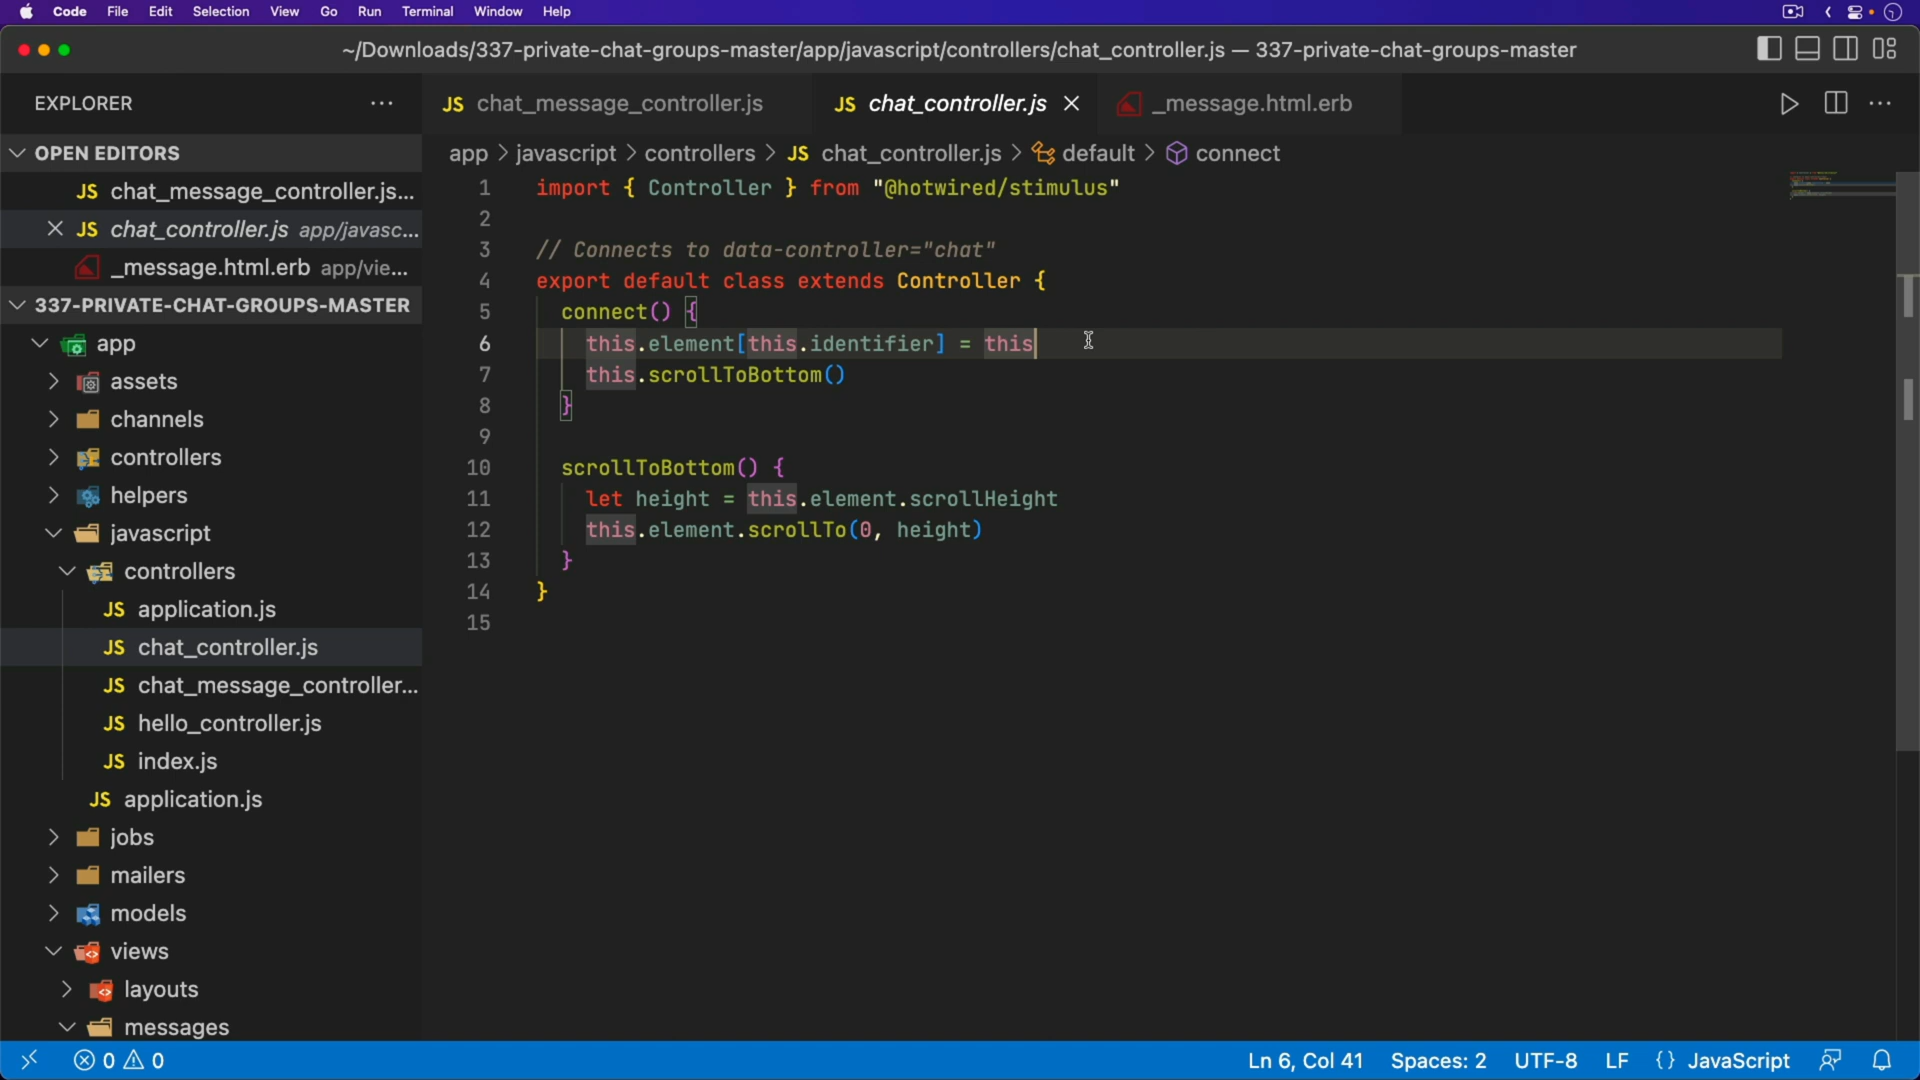 Code File Edit Selection View Go Run Terminal Window Help
~/Downloads/337-private-chat-groups-master/app/javascript/controllers/chat_controller.js — 337-private-chat-groups-master
EXPLORER
JS chat_message_controller.js
JS chat_controller.js
_message.html.erb
OPEN EDITORS
app > javascript > controllers > JS chat_controller.js > default > connect
JS chat_message_controller.js...
JS chat_controller.js app/javasc...
_message.html.erb app/vie...
337-PRIVATE-CHAT-GROUPS-MASTER
app
assets
channels
controllers
helpers
javascript
controllers
JS application.js
JS chat_controller.js
JS chat_message_controller...
JS hello_controller.js
JS index.js
JS application.js
jobs
mailers
models
views
layouts
messages
1 import { Controller } from "@hotwired/stimulus"
2
3 // Connects to data-controller="chat"
4 export default class extends Controller {
5 connect() {
6 this.element[this.identifier] = this
7 this.scrollToBottom()
8 }
9
10 scrollToBottom() {
11 let height = this.element.scrollHeight
12 this.element.scrollTo(0, height)
13 }
14 }
15
0 0
Ln 6, Col 41 Spaces: 2 UTF-8 LF {} JavaScript